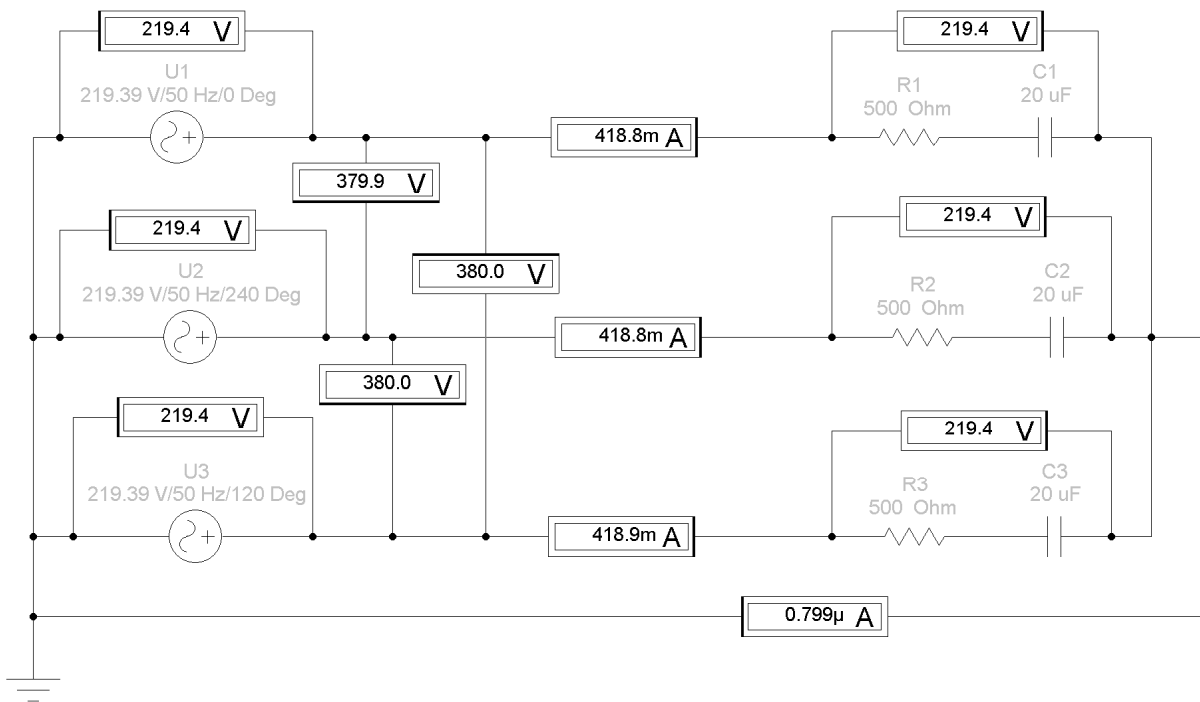 219.4 V
219.4 V
U1
219.39 V/50 Hz/0 Deg
R1
500 Ohm
C1
20 uF
418.8m A
379.9 V
219.4 V
219.4 V
380.0 V
U2
219.39 V/50 Hz/240 Deg
R2
500 Ohm
C2
20 uF
418.8m A
380.0 V
219.4 V
219.4 V
U3
219.39 V/50 Hz/120 Deg
R3
500 Ohm
C3
20 uF
418.9m A
0.799µ A